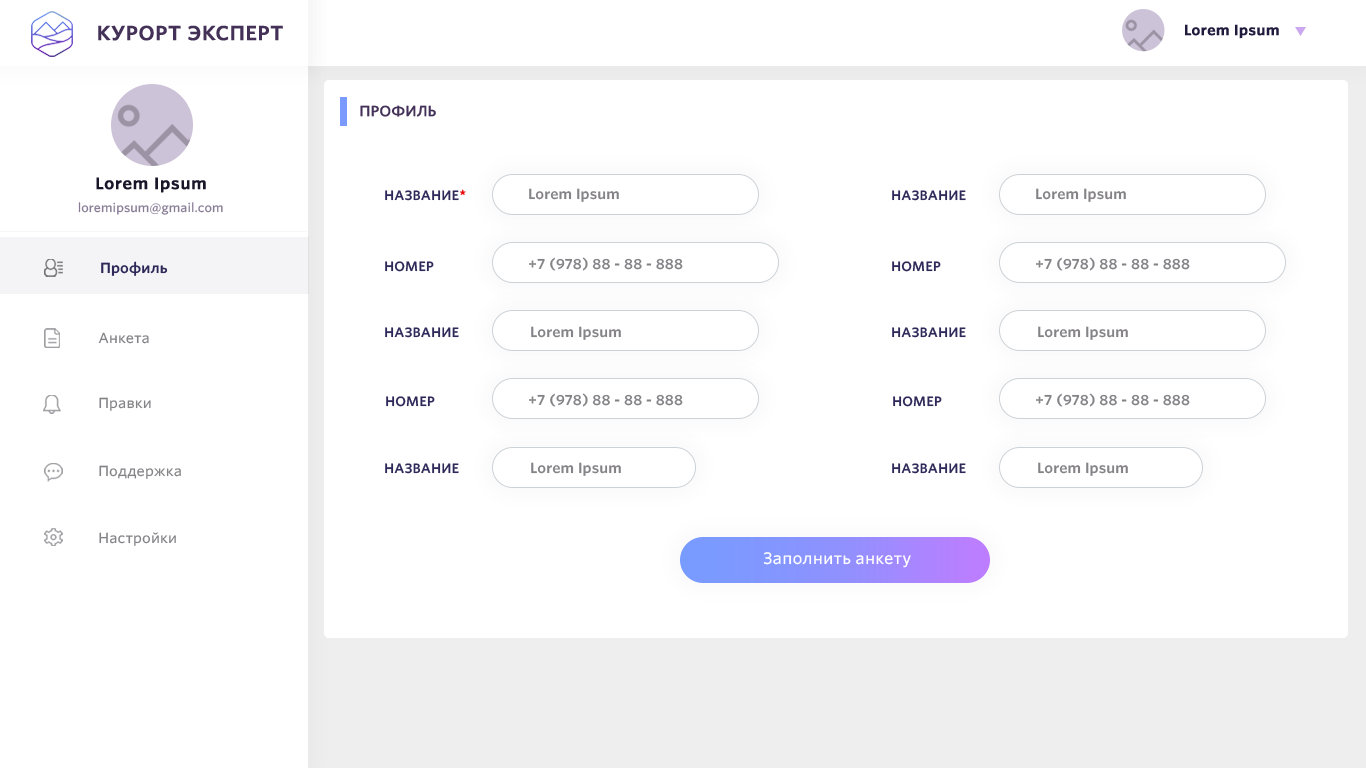 КУРОРТ ЭКСПЕРТ
Lorem Ipsum
Lorem Ipsum
loremipsum@gmail.com
Профиль
Анкета
Правки
Поддержка
Настройки
ПРОФИЛЬ
НАЗВАНИЕ* Lorem Ipsum НАЗВАНИЕ Lorem Ipsum
НОМЕР +7 (978) 88 - 88 - 888 НОМЕР +7 (978) 88 - 88 - 888
НАЗВАНИЕ Lorem Ipsum НАЗВАНИЕ Lorem Ipsum
НОМЕР +7 (978) 88 - 88 - 888 НОМЕР +7 (978) 88 - 88 - 888
НАЗВАНИЕ Lorem Ipsum НАЗВАНИЕ Lorem Ipsum
Заполнить анкету